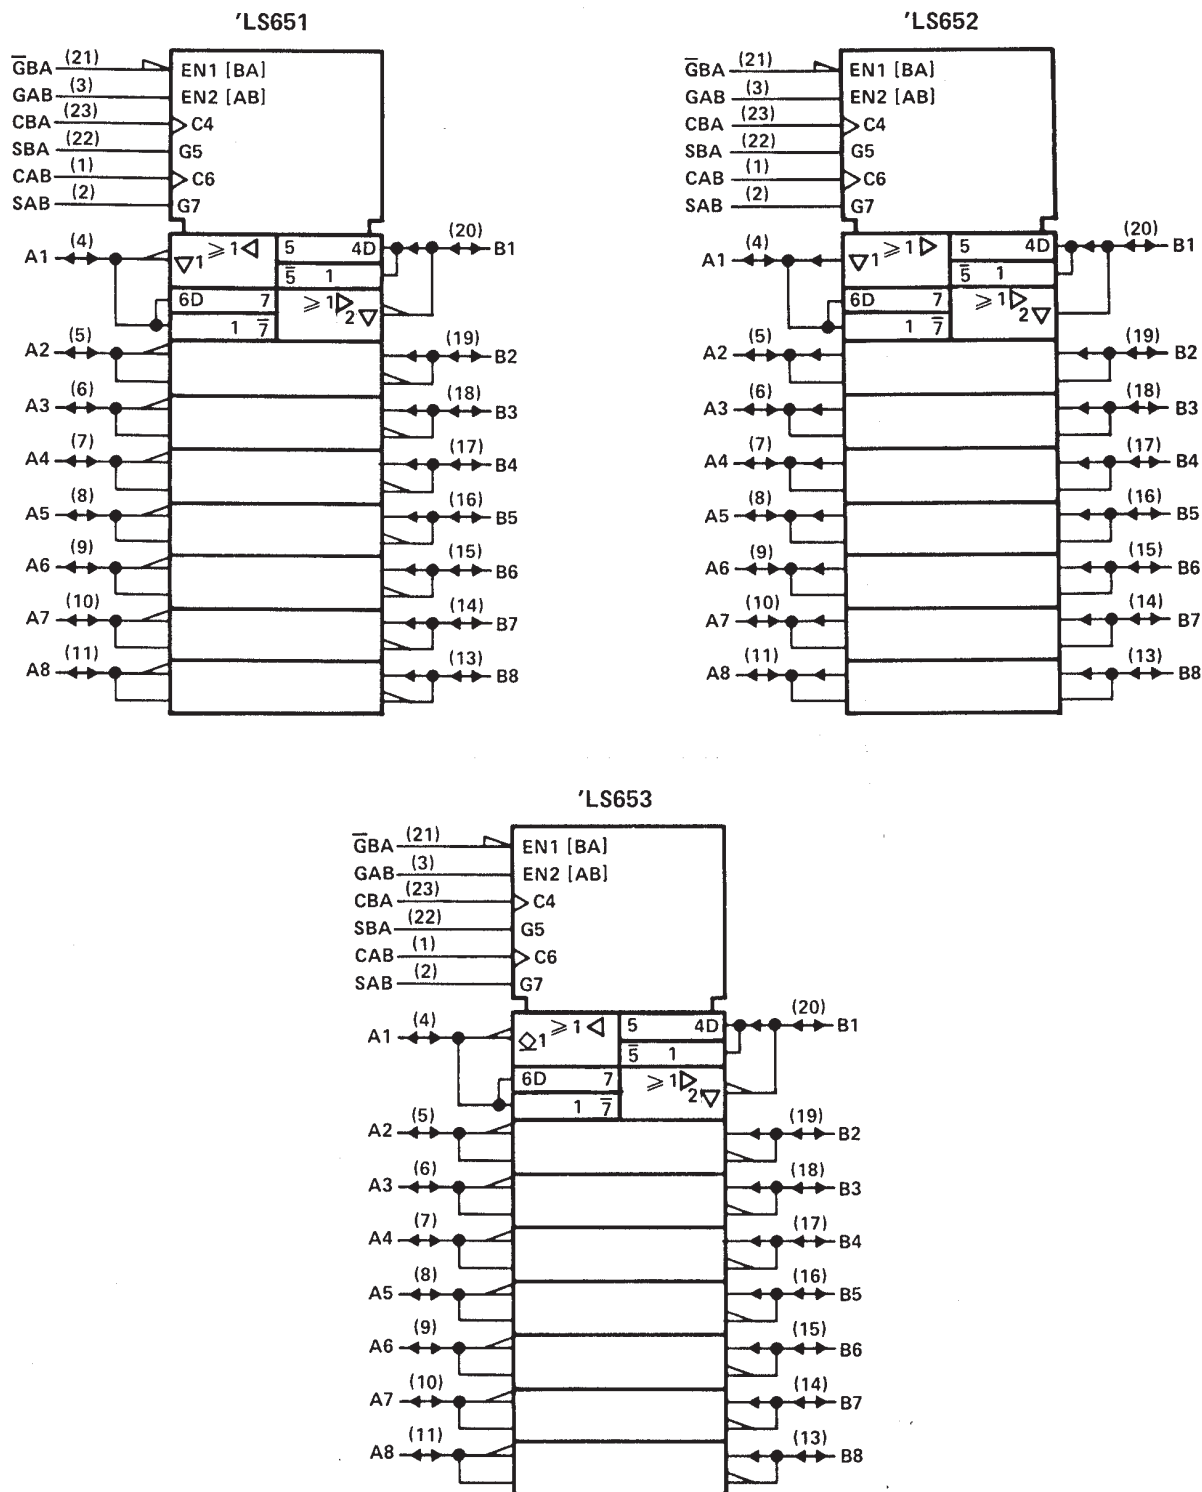 'LS651
G̅BA (21) EN1 [BA]
GAB (3) EN2 [AB]
CBA (23) C4
SBA (22) G5
CAB (1) C6
SAB (2) G7
A1 (4) ▽1 ≥1 ◁ 5 4D (20) B1
5̅ 1
6D 7 ≥1 ▷ 2 ▽
1 7̅
A2 (5) (19) B2
A3 (6) (18) B3
A4 (7) (17) B4
A5 (8) (16) B5
A6 (9) (15) B6
A7 (10) (14) B7
A8 (11) (13) B8
'LS652
G̅BA (21) EN1 [BA]
GAB (3) EN2 [AB]
CBA (23) C4
SBA (22) G5
CAB (1) C6
SAB (2) G7
A1 (4) ▽1 ≥1 ▷ 5 4D (20) B1
5̅ 1
6D 7 ≥1 ▷ 2 ▽
1 7̅
A2 (5) (19) B2
A3 (6) (18) B3
A4 (7) (17) B4
A5 (8) (16) B5
A6 (9) (15) B6
A7 (10) (14) B7
A8 (11) (13) B8
'LS653
G̅BA (21) EN1 [BA]
GAB (3) EN2 [AB]
CBA (23) C4
SBA (22) G5
CAB (1) C6
SAB (2) G7
A1 (4) ◇1 ≥1 ◁ 5 4D (20) B1
5̅ 1
6D 7 ≥1 ▷ 2 ▽
1 7̅
A2 (5) (19) B2
A3 (6) (18) B3
A4 (7) (17) B4
A5 (8) (16) B5
A6 (9) (15) B6
A7 (10) (14) B7
A8 (11) (13) B8